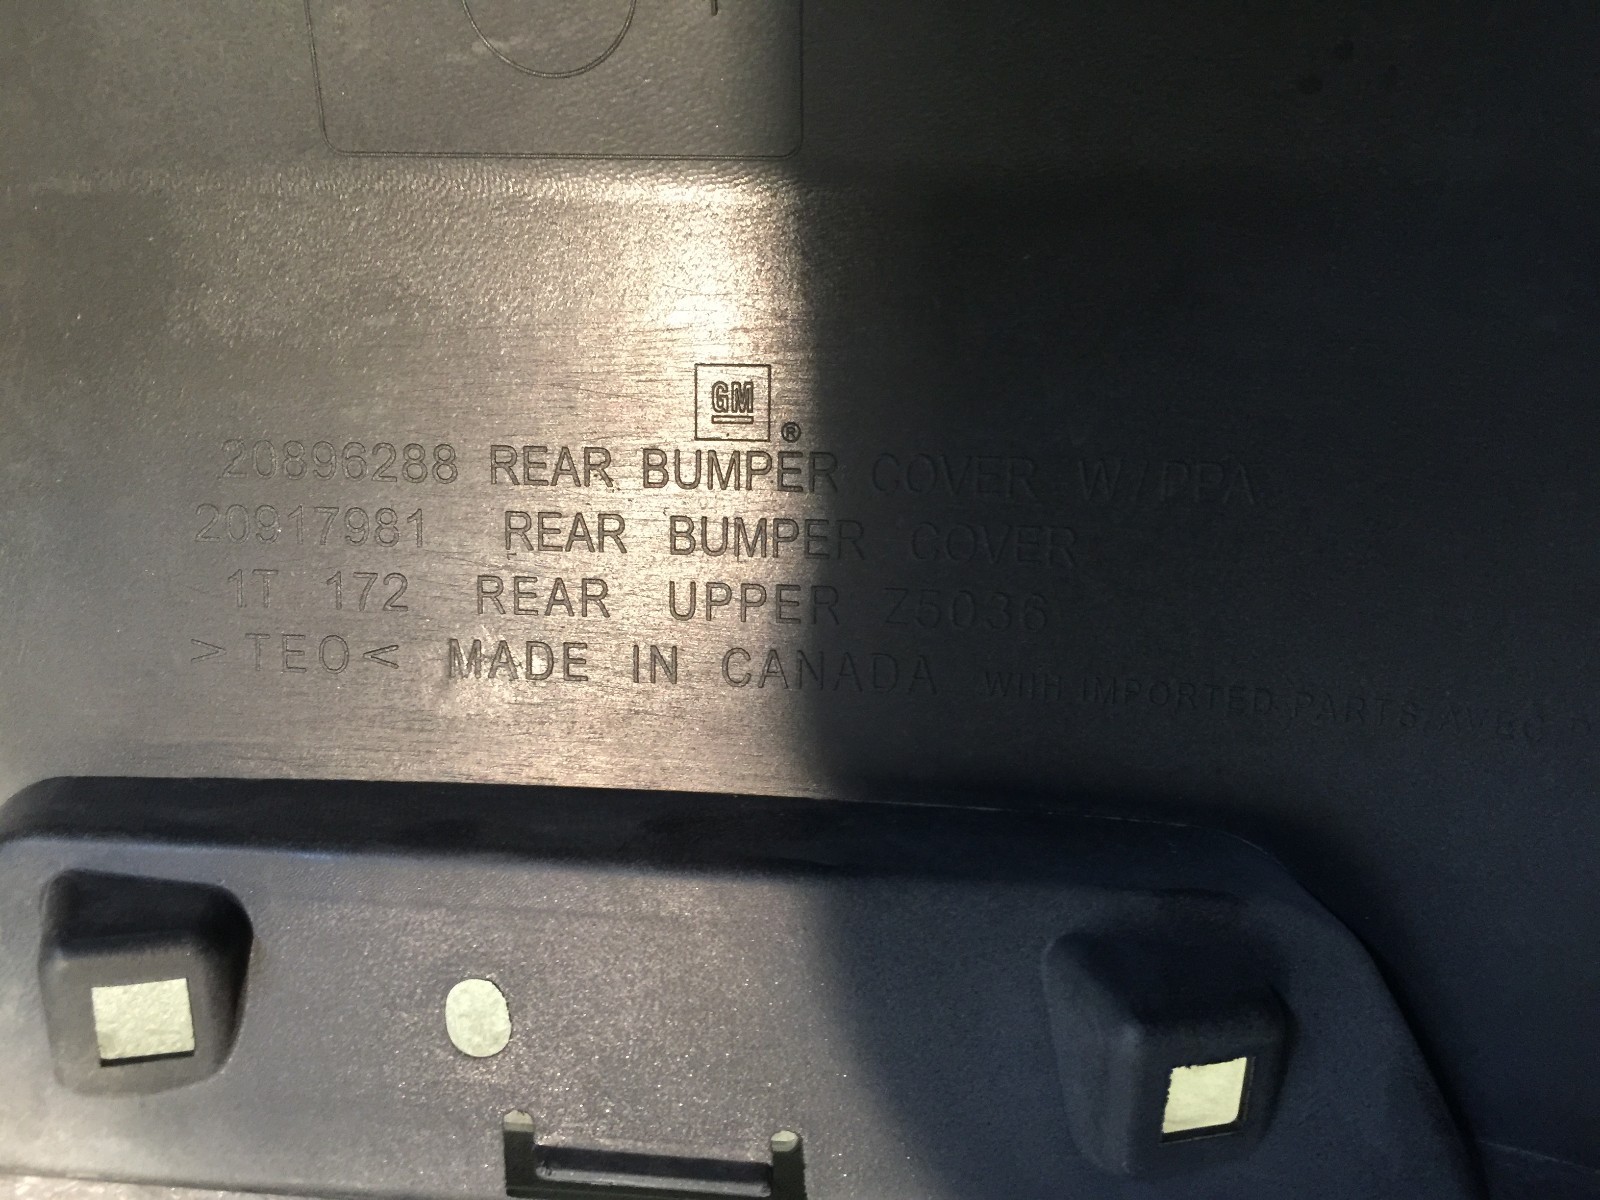 GM
®
20896288 REAR BUMPER COVER W/PPA
20917981 REAR BUMPER COVER
1T 172 REAR UPPER Z5036
>TEO< MADE IN CANADA WITH IMPORTED PARTS AVEC